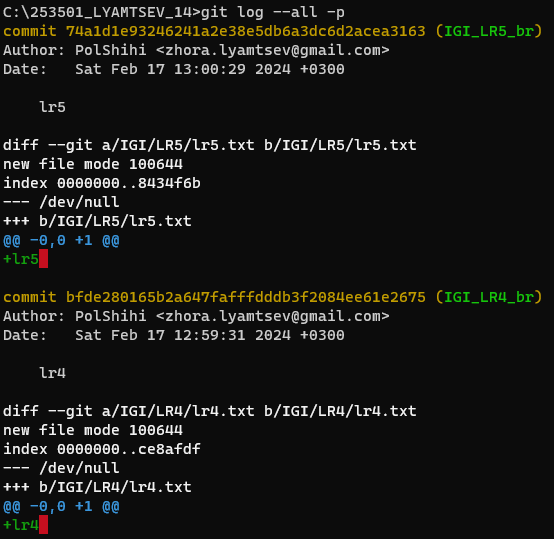 C:\253501_LYAMTSEV_14>git log --all -p
commit 74a1d1e93246241a2e38e5db6a3dc6d2acea3163 (IGI_LR5_br)
Author: PolShihi <zhora.lyamtsev@gmail.com>
Date:   Sat Feb 17 13:00:29 2024 +0300
    lr5
diff --git a/IGI/LR5/lr5.txt b/IGI/LR5/lr5.txt
new file mode 100644
index 0000000..8434f6b
--- /dev/null
+++ b/IGI/LR5/lr5.txt
@@ -0,0 +1 @@
+lr5
commit bfde280165b2a647fafffdddb3f2084ee61e2675 (IGI_LR4_br)
Author: PolShihi <zhora.lyamtsev@gmail.com>
Date:   Sat Feb 17 12:59:31 2024 +0300
    lr4
diff --git a/IGI/LR4/lr4.txt b/IGI/LR4/lr4.txt
new file mode 100644
index 0000000..ce8afdf
--- /dev/null
+++ b/IGI/LR4/lr4.txt
@@ -0,0 +1 @@
+lr4